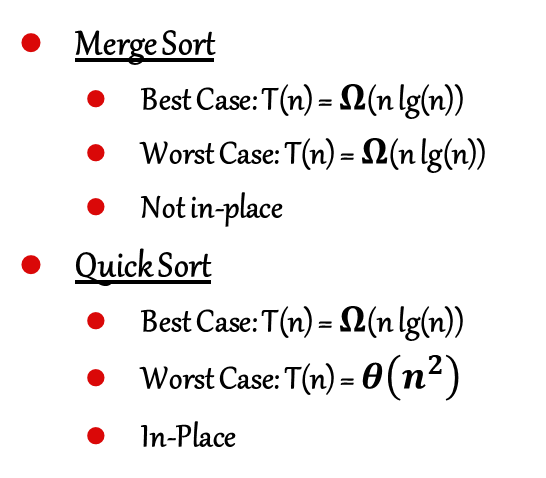 Merge Sort
Best Case: T(n) = Ω(n lg(n))
Worst Case: T(n) = Ω(n lg(n))
Not in-place
Quick Sort
Best Case: T(n) = Ω(n lg(n))
Worst Case: T(n) = θ(n²)
In-Place